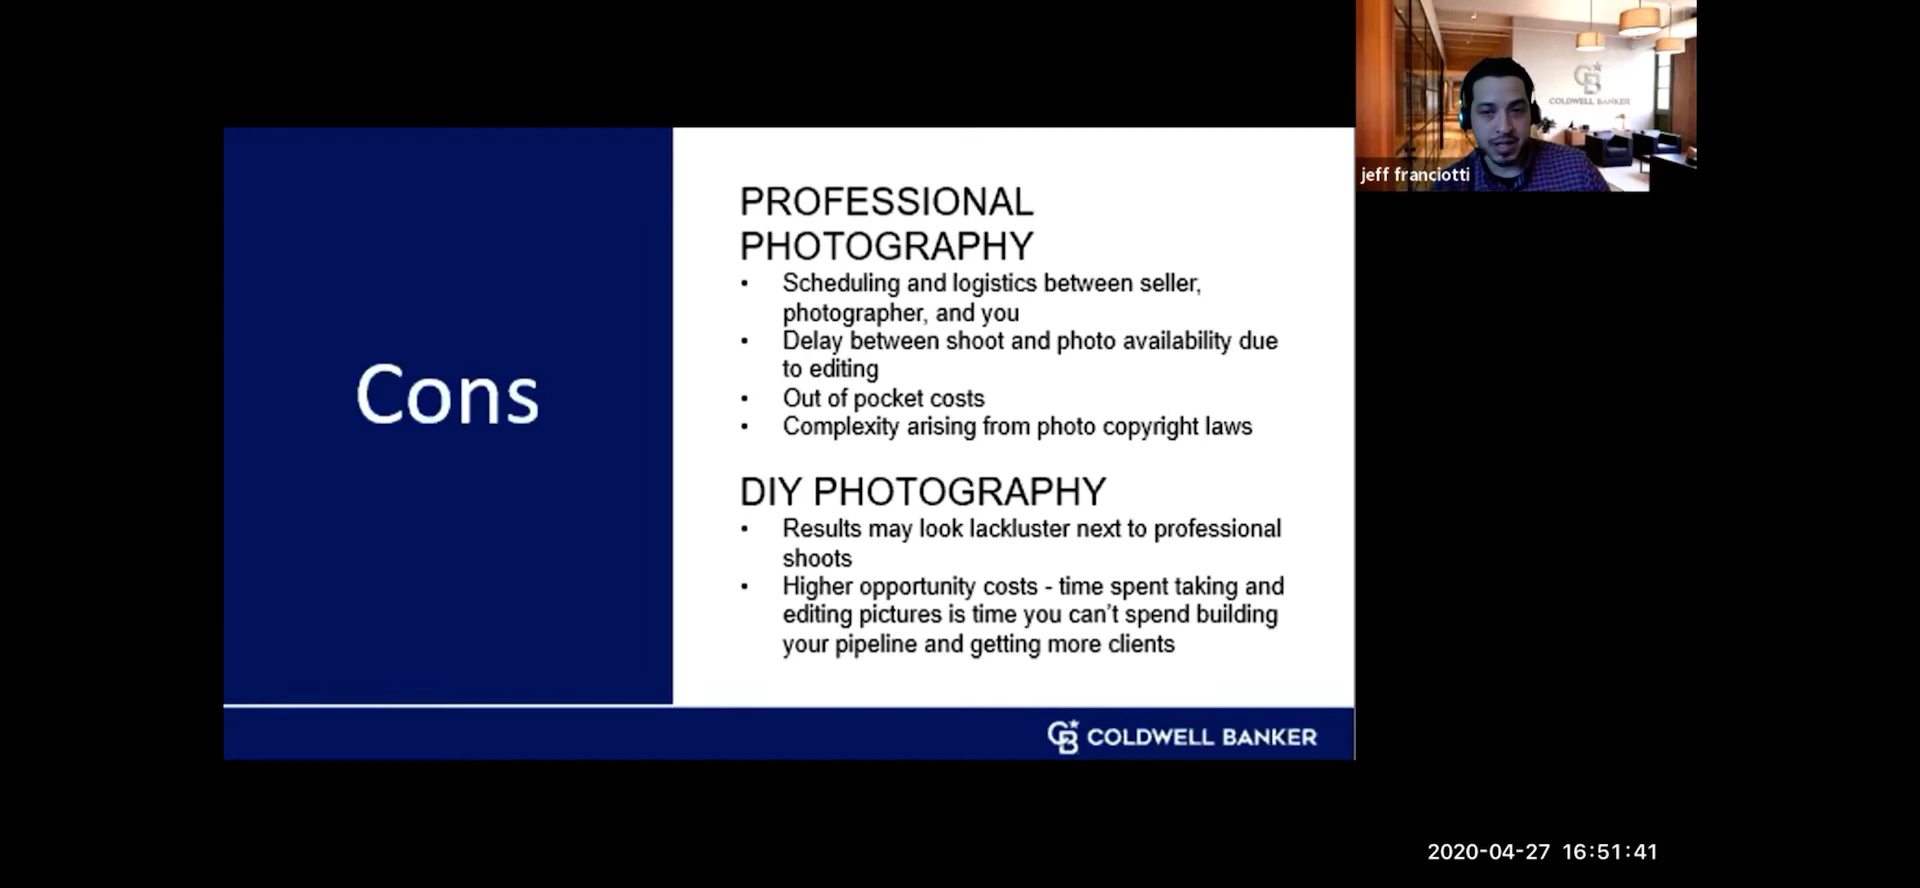 COLDWELL BANKER
jeff franciotti
Cons
PROFESSIONAL
PHOTOGRAPHY
• Scheduling and logistics between seller,
photographer, and you
• Delay between shoot and photo availability due
to editing
• Out of pocket costs
• Complexity arising from photo copyright laws
DIY PHOTOGRAPHY
• Results may look lackluster next to professional
shoots
• Higher opportunity costs - time spent taking and
editing pictures is time you can’t spend building
your pipeline and getting more clients
CB COLDWELL BANKER
2020-04-27 16:51:41